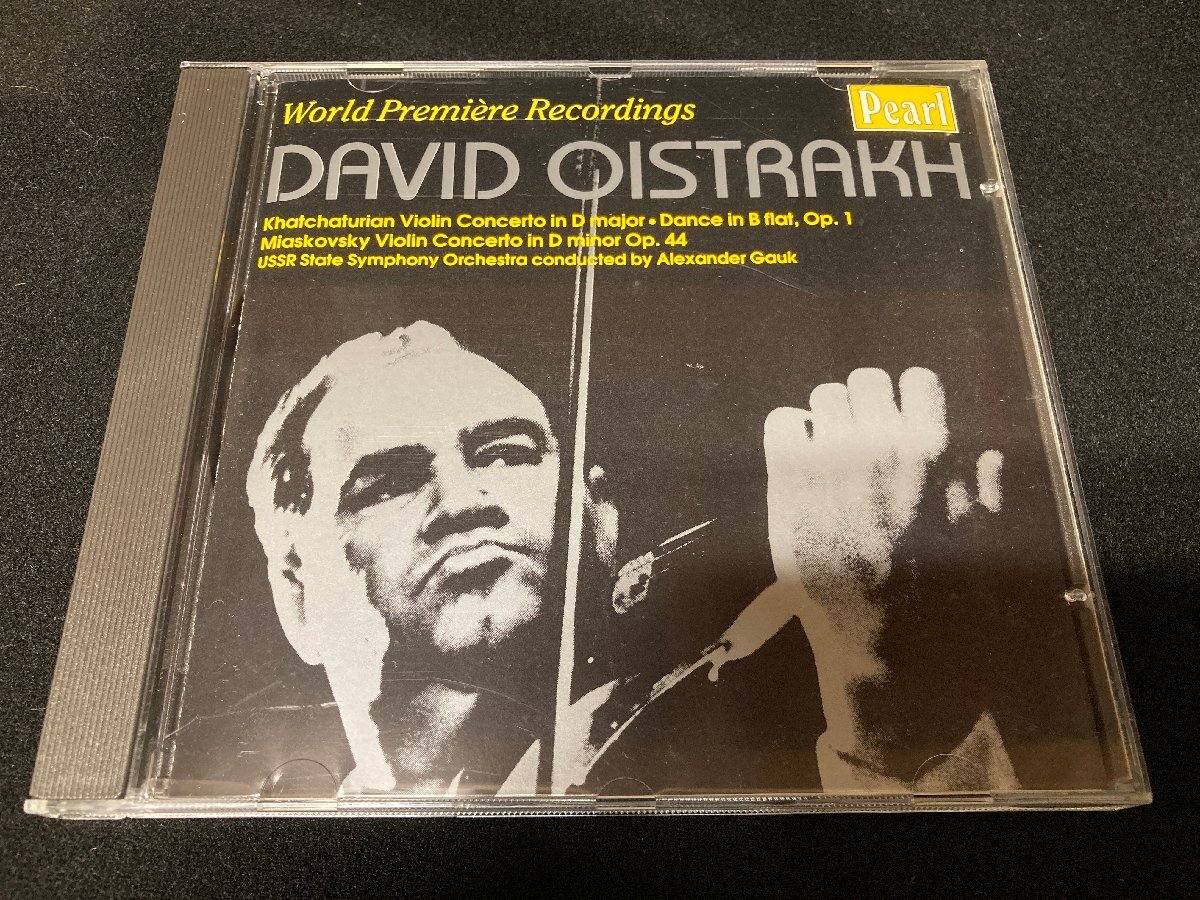 World Première Recordings
Pearl
DAVID OISTRAKH
Khatchaturian Violin Concerto in D major • Dance in B flat, Op. 1
Miaskovsky Violin Concerto in D minor Op. 44
USSR State Symphony Orchestra conducted by Alexander Gauk